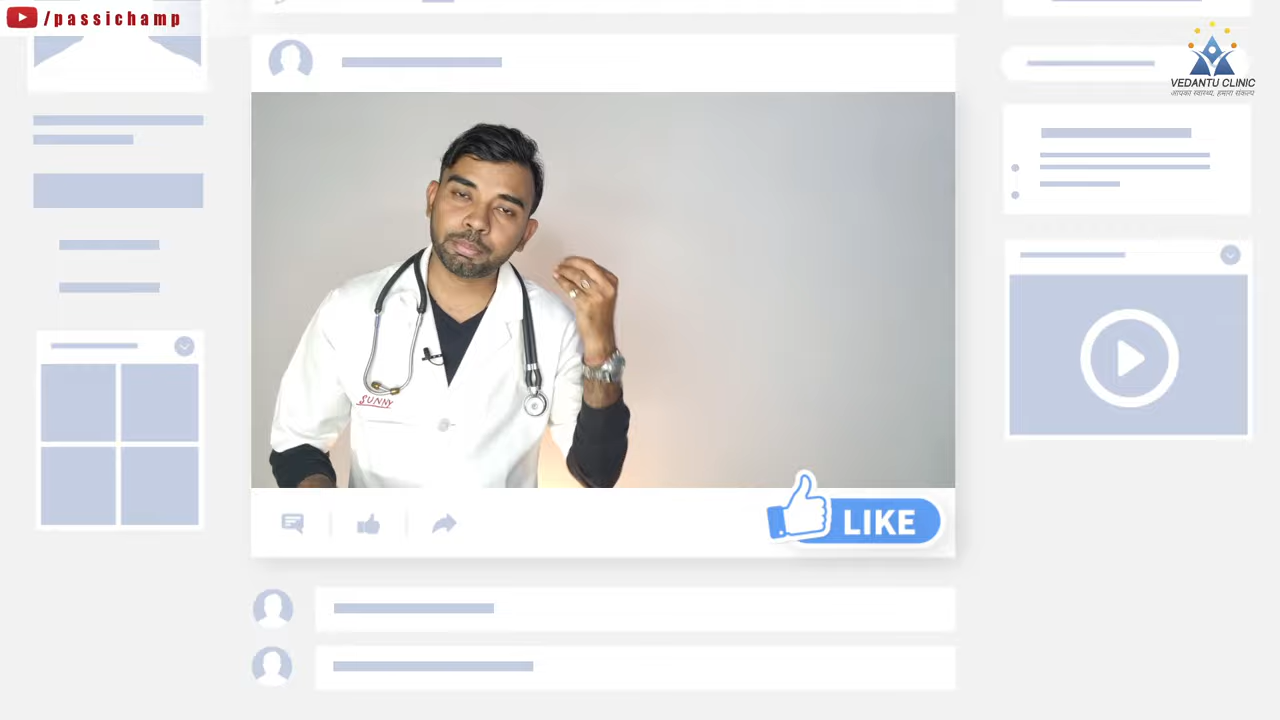 /passichamp
VEDANTU CLINIC
आपका स्वास्थ्य, हमारा संकल्प
SUNNY
LIKE